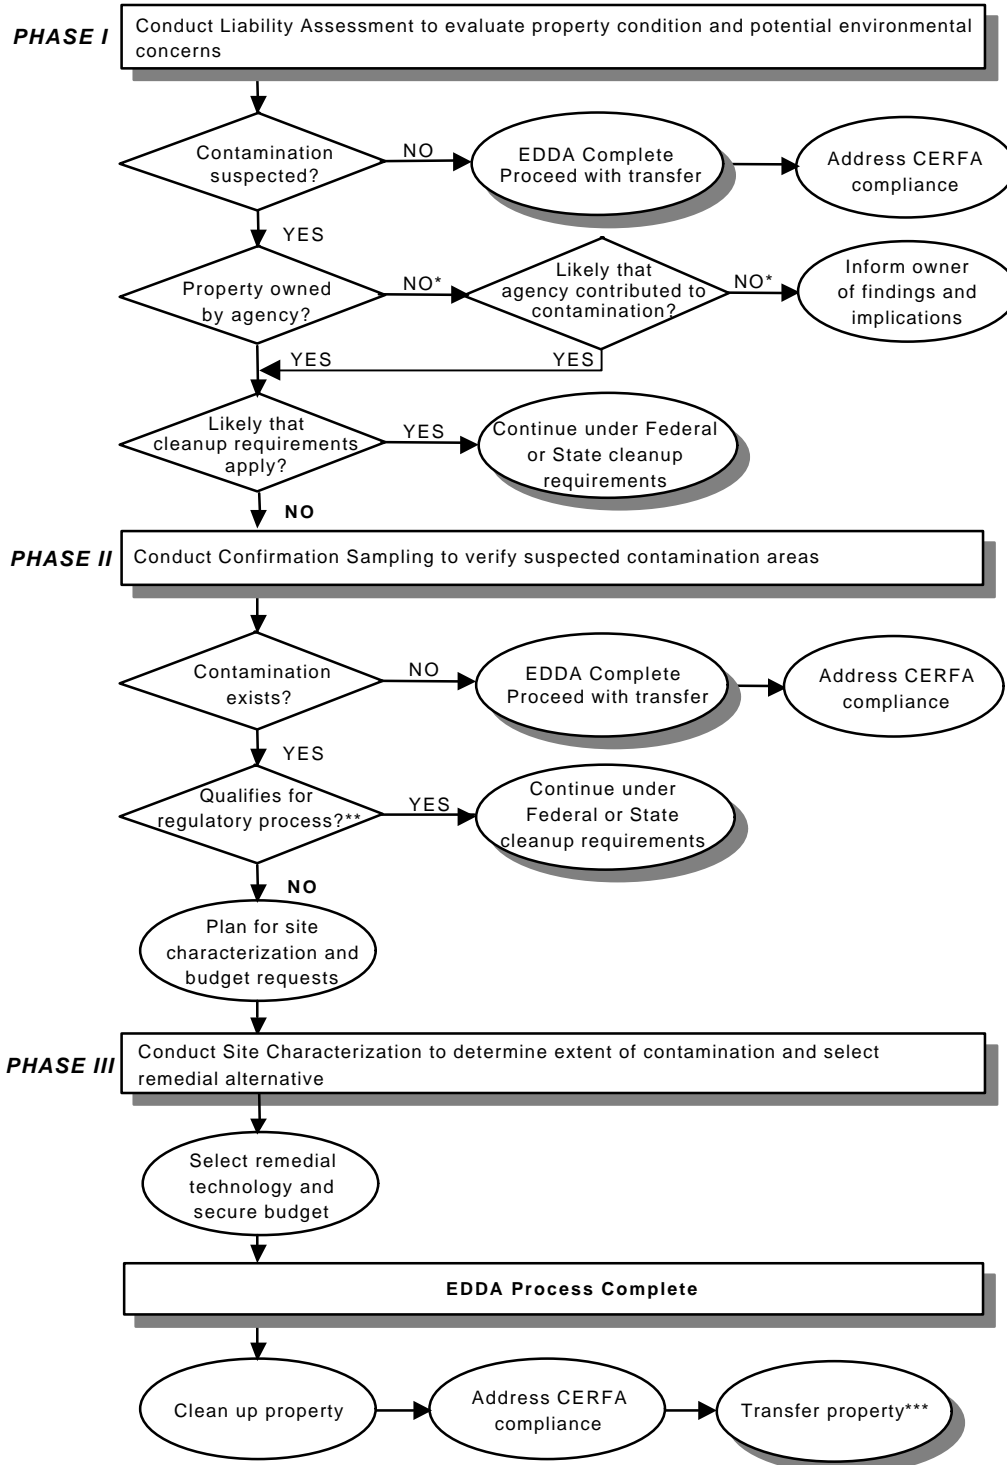 PHASE I
Conduct Liability Assessment to evaluate property condition and potential environmental
concerns
Contamination
suspected?
NO
EDDA Complete
Proceed with transfer
Address CERFA
compliance
YES
Property owned
by agency?
NO*
Likely that
agency contributed to
contamination?
NO*
Inform owner
of findings and
implications
YES
YES
Likely that
cleanup requirements
apply?
YES
Continue under Federal
or State cleanup
requirements
NO
PHASE II
Conduct Confirmation Sampling to verify suspected contamination areas
Contamination
exists?
NO
EDDA Complete
Proceed with transfer
Address CERFA
compliance
YES
Qualifies for
regulatory process?**
YES
Continue under
Federal or State
cleanup requirements
NO
Plan for site
characterization and
budget requests
PHASE III
Conduct Site Characterization to determine extent of contamination and select
remedial alternative
Select remedial
technology and
secure budget
EDDA Process Complete
Clean up property
Address CERFA
compliance
Transfer property***